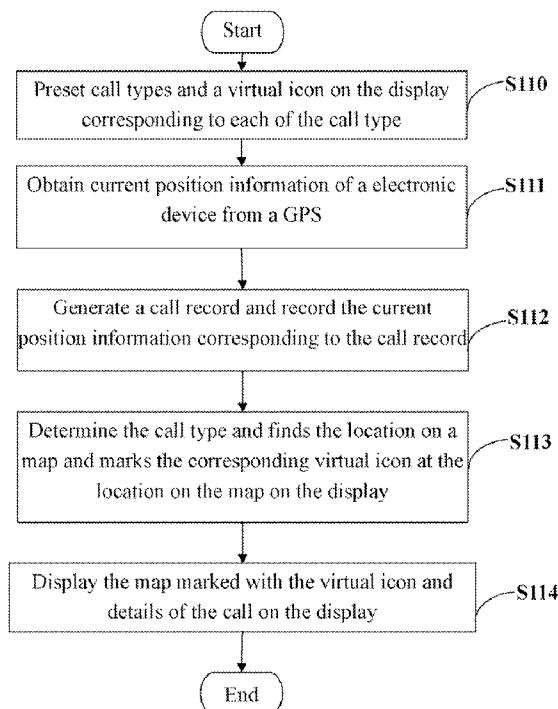 Start
Preset call types and a virtual icon on the display
corresponding to each of the call type
S110
Obtain current position information of a electronic
device from a GPS
S111
Generate a call record and record the current
position information corresponding to the call record
S112
Determine the call type and finds the location on a
map and marks the corresponding virtual icon at the
location on the map on the display
S113
Display the map marked with the virtual icon and
details of the call on the display
S114
End